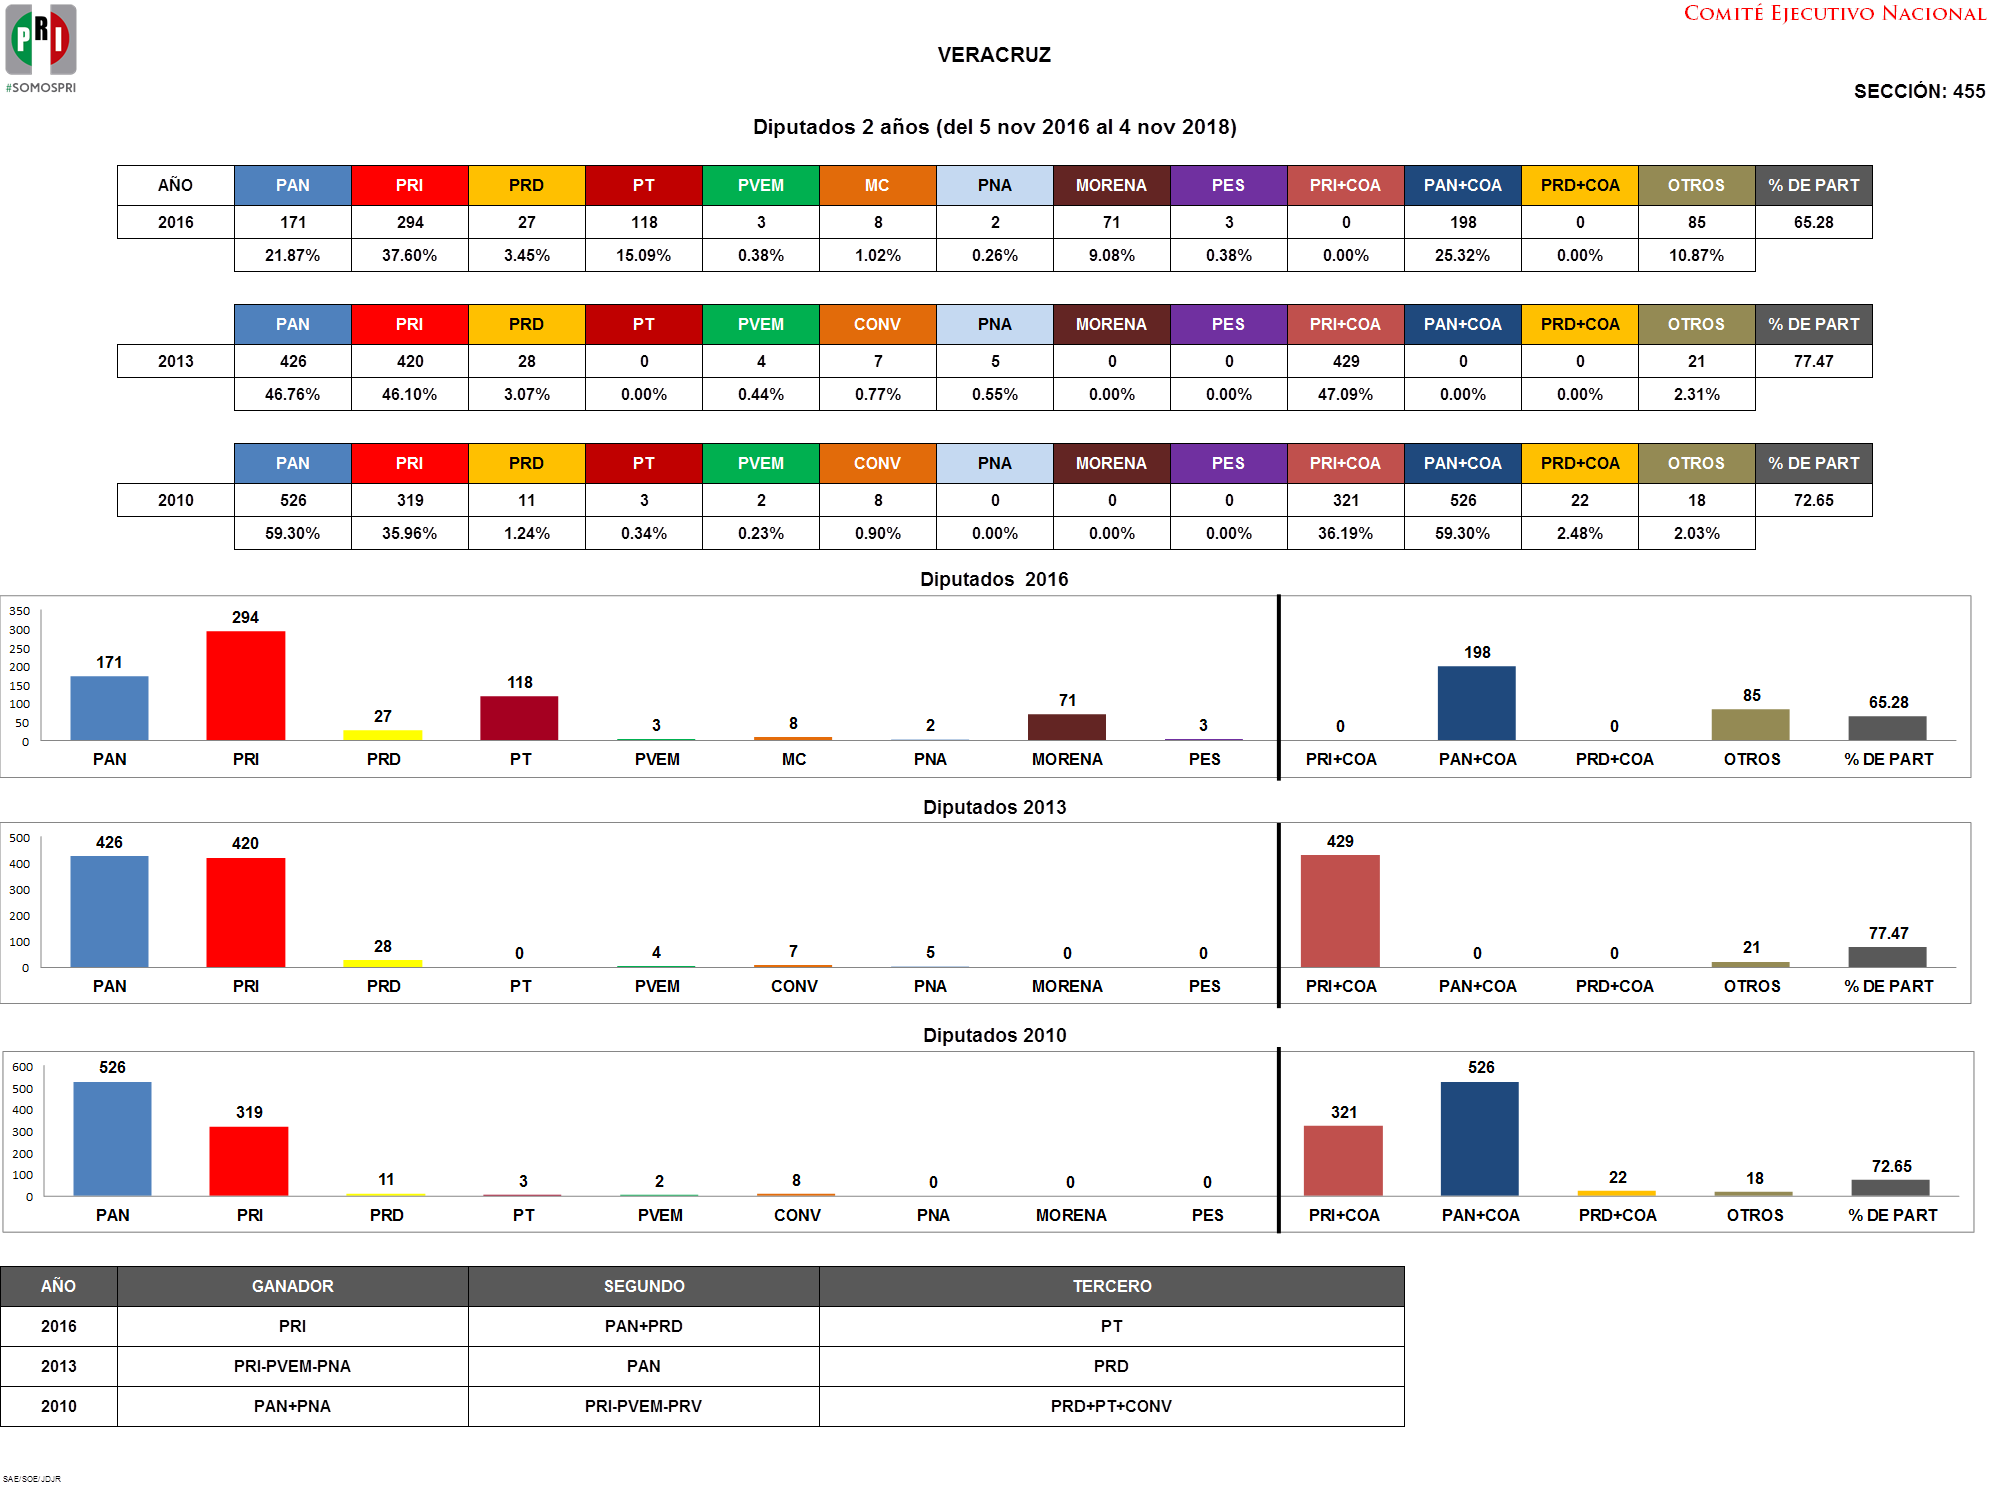 PRI
#SOMOSPRI
COMITÉ EJECUTIVO NACIONAL
VERACRUZ
SECCIÓN: 455
Diputados 2 años (del 5 nov 2016 al 4 nov 2018)
AÑO PAN PRI PRD PT PVEM MC PNA MORENA PES PRI+COA PAN+COA PRD+COA OTROS % DE PART
2016 171 294 27 118 3 8 2 71 3 0 198 0 85 65.28
21.87% 37.60% 3.45% 15.09% 0.38% 1.02% 0.26% 9.08% 0.38% 0.00% 25.32% 0.00% 10.87%
PAN PRI PRD PT PVEM CONV PNA MORENA PES PRI+COA PAN+COA PRD+COA OTROS % DE PART
2013 426 420 28 0 4 7 5 0 0 429 0 0 21 77.47
46.76% 46.10% 3.07% 0.00% 0.44% 0.77% 0.55% 0.00% 0.00% 47.09% 0.00% 0.00% 2.31%
PAN PRI PRD PT PVEM CONV PNA MORENA PES PRI+COA PAN+COA PRD+COA OTROS % DE PART
2010 526 319 11 3 2 8 0 0 0 321 526 22 18 72.65
59.30% 35.96% 1.24% 0.34% 0.23% 0.90% 0.00% 0.00% 0.00% 36.19% 59.30% 2.48% 2.03%
Diputados 2016
350
300
250
200
150
100
50
0
171 294 27 118 3 8 2 71 3 0 198 0 85 65.28
PAN PRI PRD PT PVEM MC PNA MORENA PES PRI+COA PAN+COA PRD+COA OTROS % DE PART
Diputados 2013
500
400
300
200
100
0
426 420 28 0 4 7 5 0 0 429 0 0 21 77.47
PAN PRI PRD PT PVEM CONV PNA MORENA PES PRI+COA PAN+COA PRD+COA OTROS % DE PART
Diputados 2010
600
500
400
300
200
100
0
526 319 11 3 2 8 0 0 0 321 526 22 18 72.65
PAN PRI PRD PT PVEM CONV PNA MORENA PES PRI+COA PAN+COA PRD+COA OTROS % DE PART
AÑO GANADOR SEGUNDO TERCERO
2016 PRI PAN+PRD PT
2013 PRI-PVEM-PNA PAN PRD
2010 PAN+PNA PRI-PVEM-PRV PRD+PT+CONV
SAE/SOE/JDJR